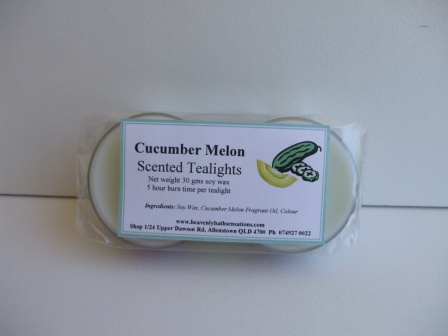 Cucumber Melon
Scented Tealights
Net weight 30 gms soy wax
5 hour burn time per tealight
Ingredients: Soy Wax, Cucumber Melon Fragrant Oil, Colour
www.heavenlybathsensations.com
Shop 1/24 Upper Dawson Rd, Allenstown QLD 4700 Ph 074927 0022